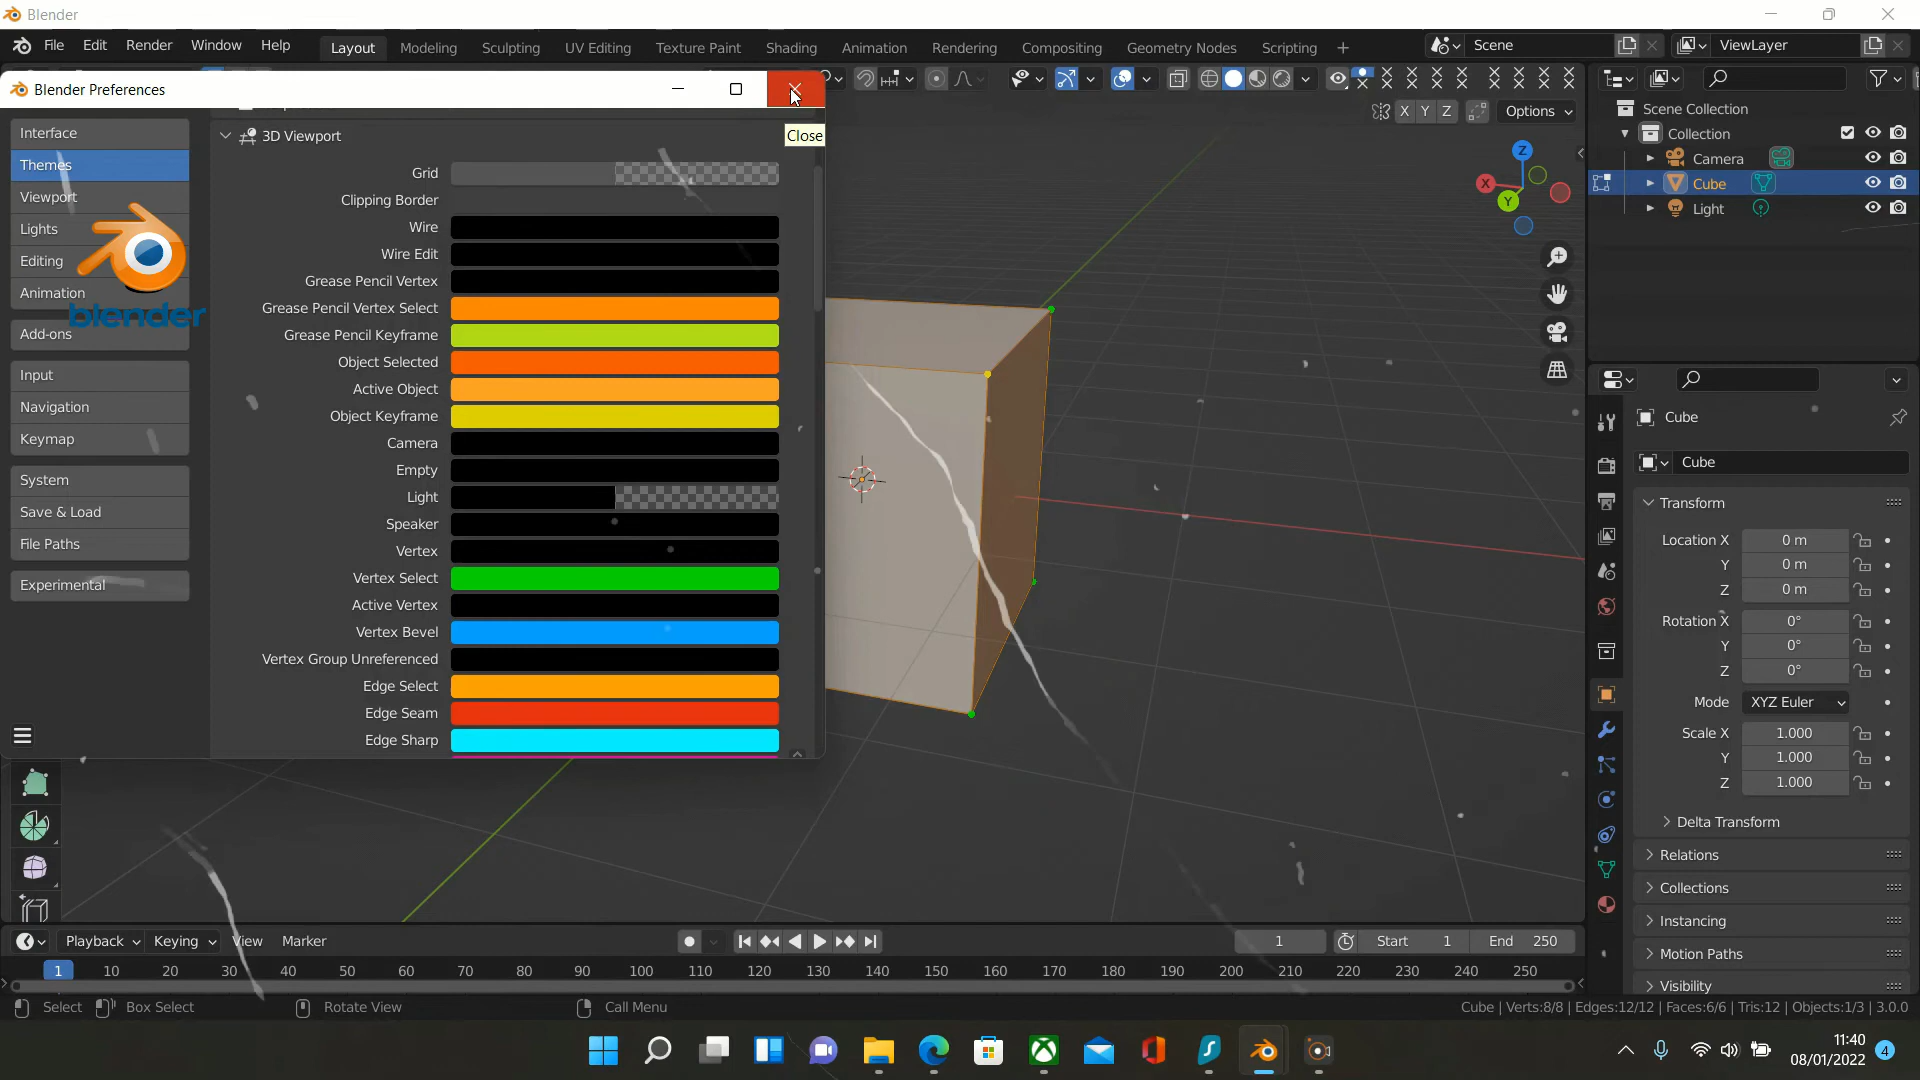 Blender
File Edit Render Window Help Layout Modeling Sculpting UV Editing Texture Paint Shading Animation Rendering Compositing Geometry Nodes Scripting + Scene ViewLayer
Blender Preferences
Close
X Y Z Options
Interface
Themes
Viewport
Lights
Editing
Animation
Add-ons
Input
Navigation
Keymap
System
Save & Load
File Paths
Experimental
blender
3D Viewport
Grid
Clipping Border
Wire
Wire Edit
Grease Pencil Vertex
Grease Pencil Vertex Select
Grease Pencil Keyframe
Object Selected
Active Object
Object Keyframe
Camera
Empty
Light
Speaker
Vertex
Vertex Select
Active Vertex
Vertex Bevel
Vertex Group Unreferenced
Edge Select
Edge Seam
Edge Sharp
Z
X
Y
Scene Collection
Collection
Camera
Cube
Light
Cube
Cube
Transform
Location X 0 m
Y 0 m
Z 0 m
Rotation X 0°
Y 0°
Z 0°
Mode XYZ Euler
Scale X 1.000
Y 1.000
Z 1.000
Delta Transform
Relations
Collections
Instancing
Motion Paths
Visibility
Playback Keying View Marker 1 Start 1 End 250
1 10 20 30 40 50 60 70 80 90 100 110 120 130 140 150 160 170 180 190 200 210 220 230 240 250
Select Box Select Rotate View Call Menu Cube | Verts:8/8 | Edges:12/12 | Faces:6/6 | Tris:12 | Objects:1/3 | 3.0.0
11:40
08/01/2022 4